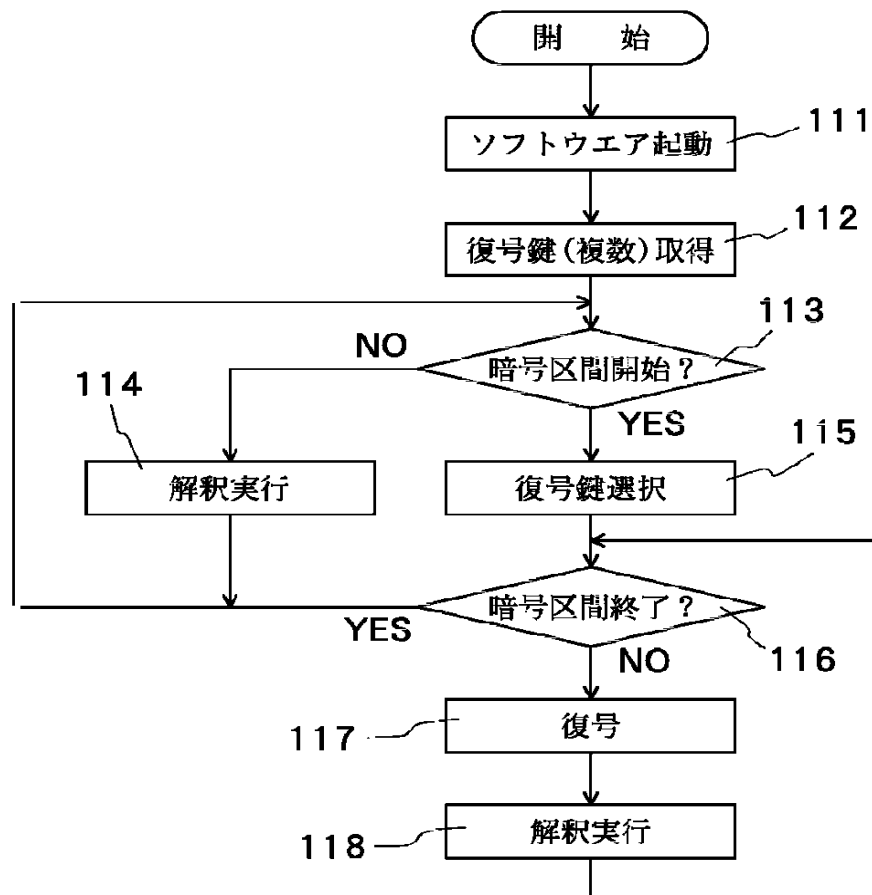 開　始
ソフトウエア起動
111
復号鍵(複数)取得
112
暗号区間開始?
113
NO
YES
114
解釈実行
復号鍵選択
115
暗号区間終了?
116
YES
NO
復号
117
解釈実行
118